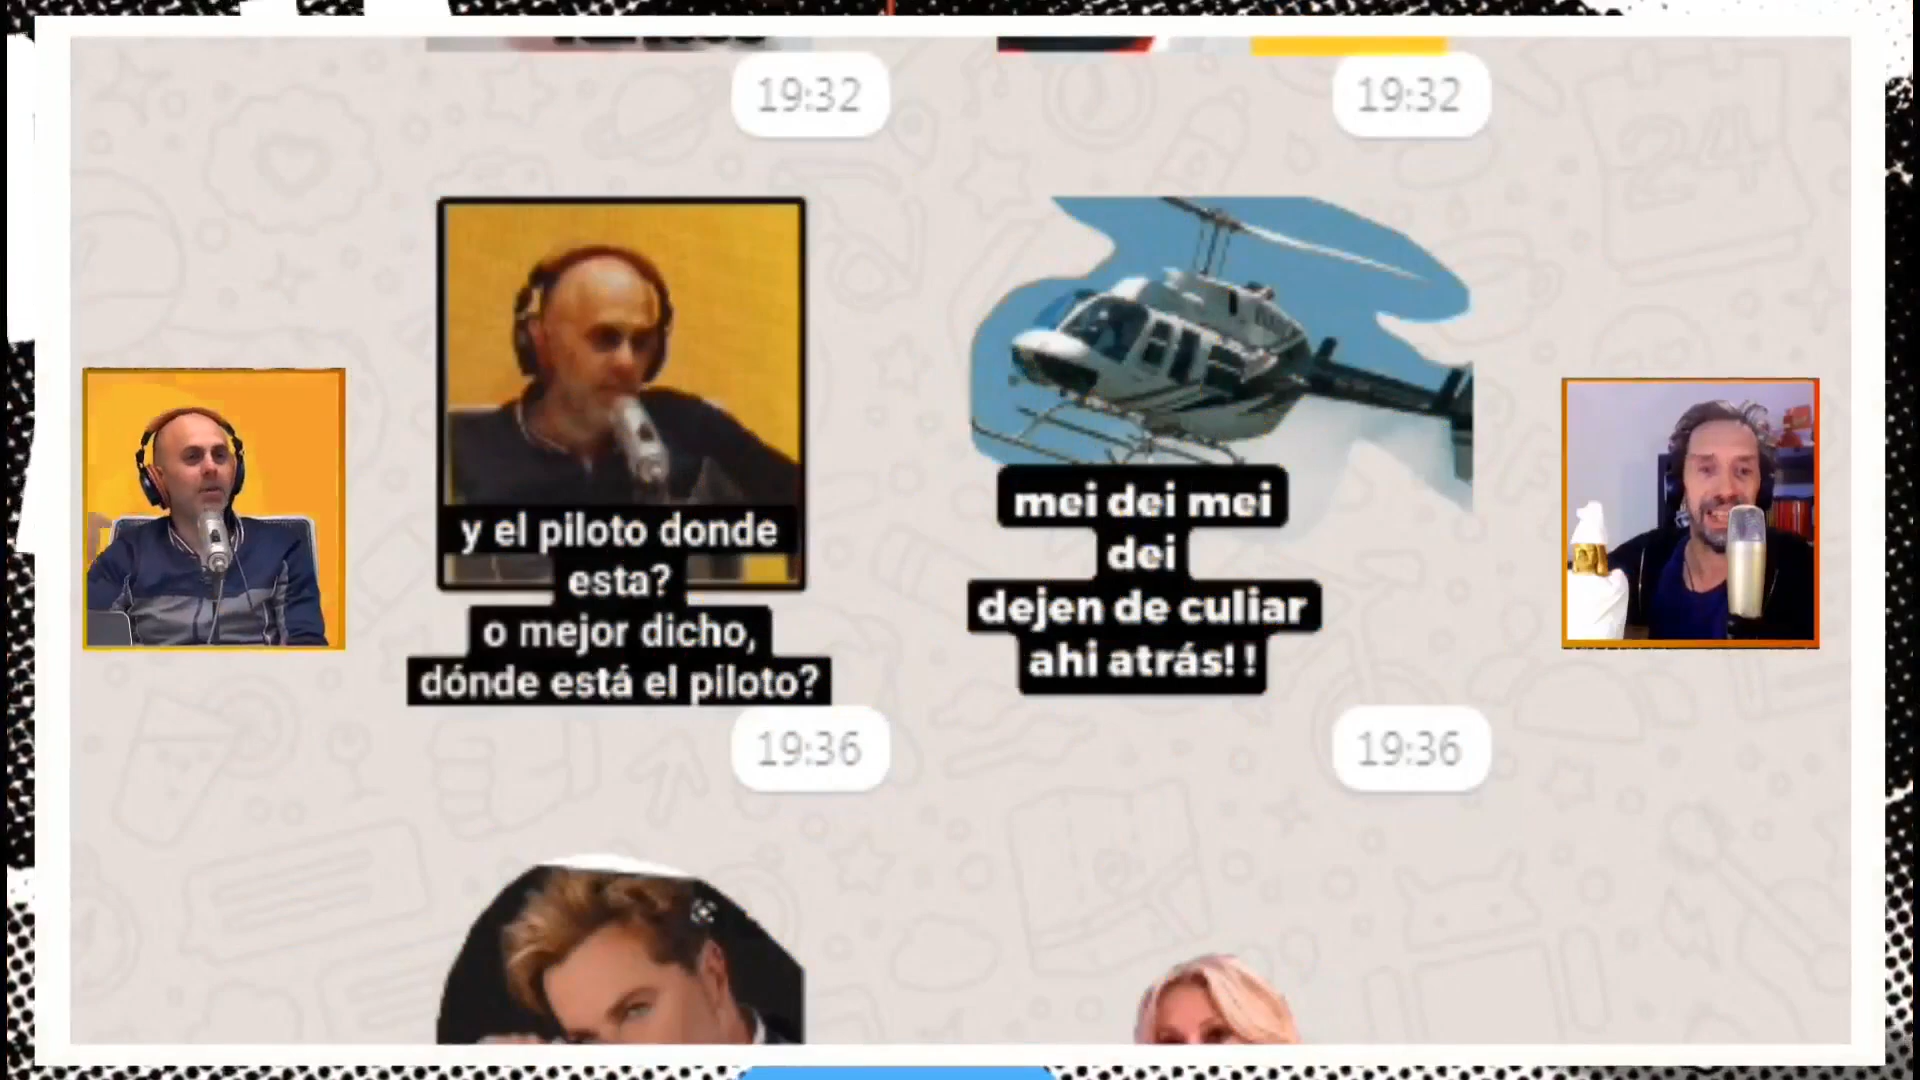 19:32
19:32
y el piloto donde
esta?
o mejor dicho,
dónde está el piloto?
mei dei mei
dei
dejen de culiar
ahi atrás!!
19:36
19:36